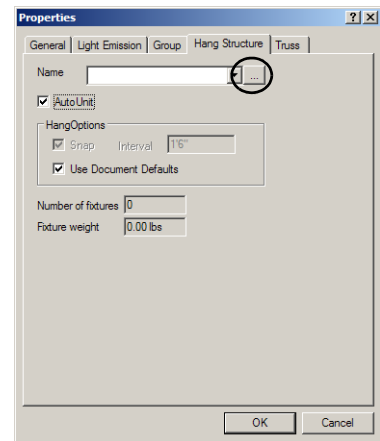 Properties
General Light Emission Group Hang Structure Truss
Name ...
AutoUnit
HangOptions
Snap Interval 1'6"
Use Document Defaults
Number of fixtures 0
Fixture weight 0.00 lbs
OK Cancel